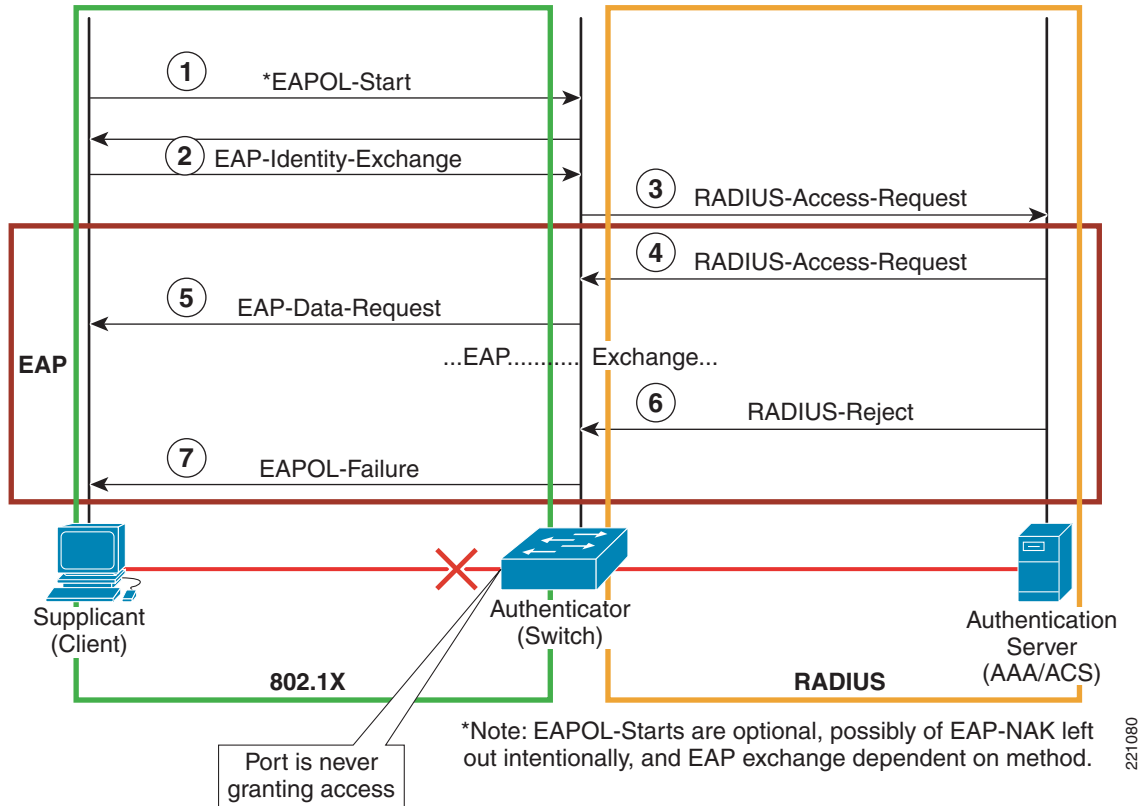 1
*EAPOL-Start
2
EAP-Identity-Exchange
3
RADIUS-Access-Request
4
RADIUS-Access-Request
5
EAP-Data-Request
EAP
...EAP........... Exchange...
6
RADIUS-Reject
7
EAPOL-Failure
Supplicant
(Client)
Authenticator
(Switch)
Authentication
Server
(AAA/ACS)
802.1X
RADIUS
*Note: EAPOL-Starts are optional, possibly of EAP-NAK left
out intentionally, and EAP exchange dependent on method.
Port is never
granting access
221080